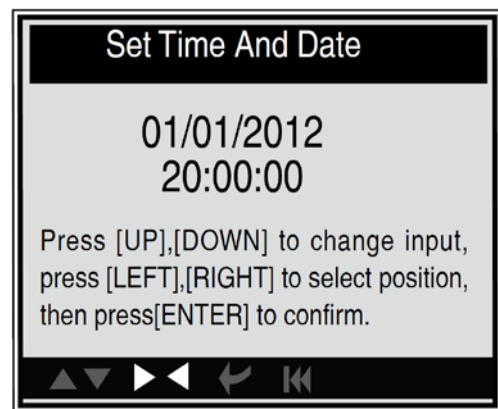 Set Time And Date
01/01/2012
20:00:00
Press [UP],[DOWN] to change input,
press [LEFT],[RIGHT] to select position,
then press[ENTER] to confirm.